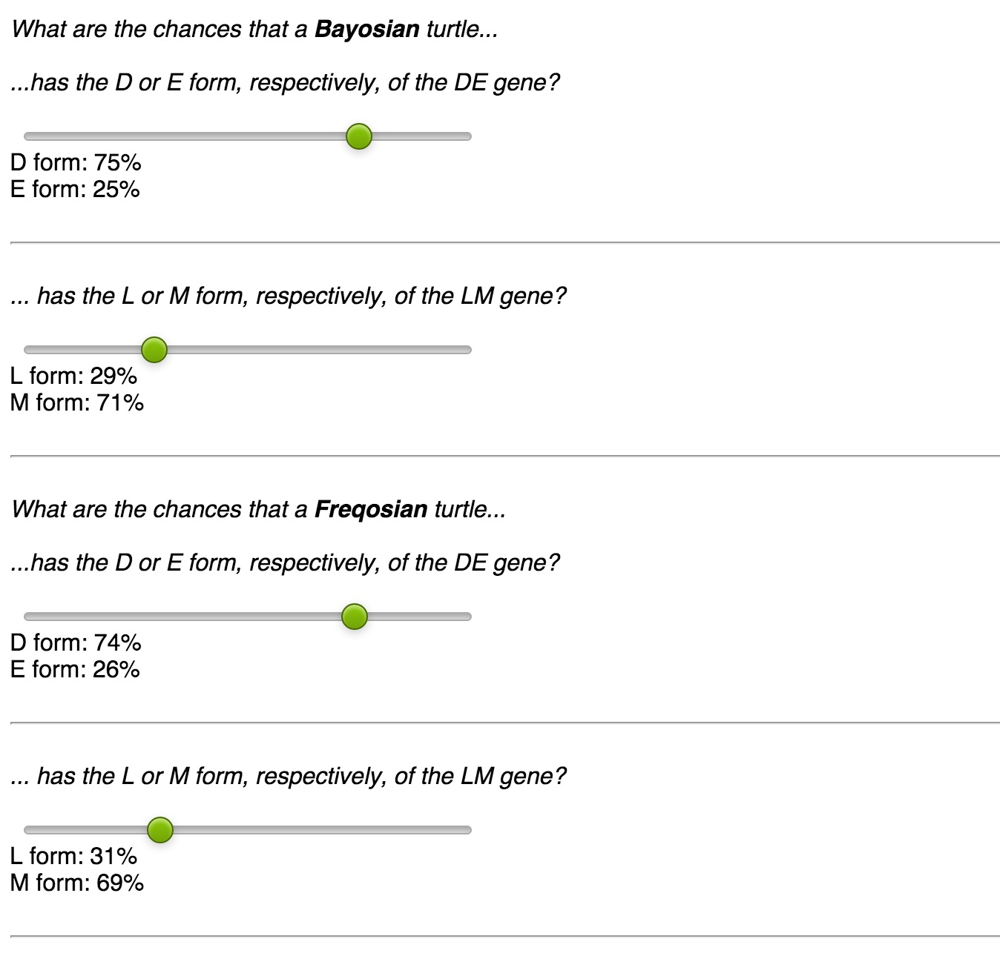 What are the chances that a Bayosian turtle...
...has the D or E form, respectively, of the DE gene?
D form: 75%
E form: 25%
... has the L or M form, respectively, of the LM gene?
L form: 29%
M form: 71%
What are the chances that a Freqosian turtle...
...has the D or E form, respectively, of the DE gene?
D form: 74%
E form: 26%
... has the L or M form, respectively, of the LM gene?
L form: 31%
M form: 69%